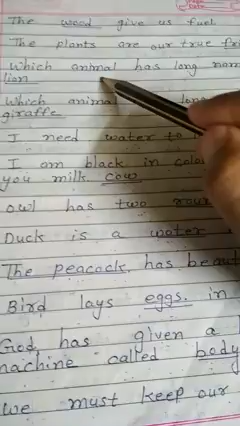 The wood give us fuel
The plants are our true
Which animal has long
lion
Which animal
giraffe
I need water to
I am black in
you milk. cow
owl has two
Duck is a water
The peacock has
Bird lays eggs. in
God has given a
machine called body
We must keep our